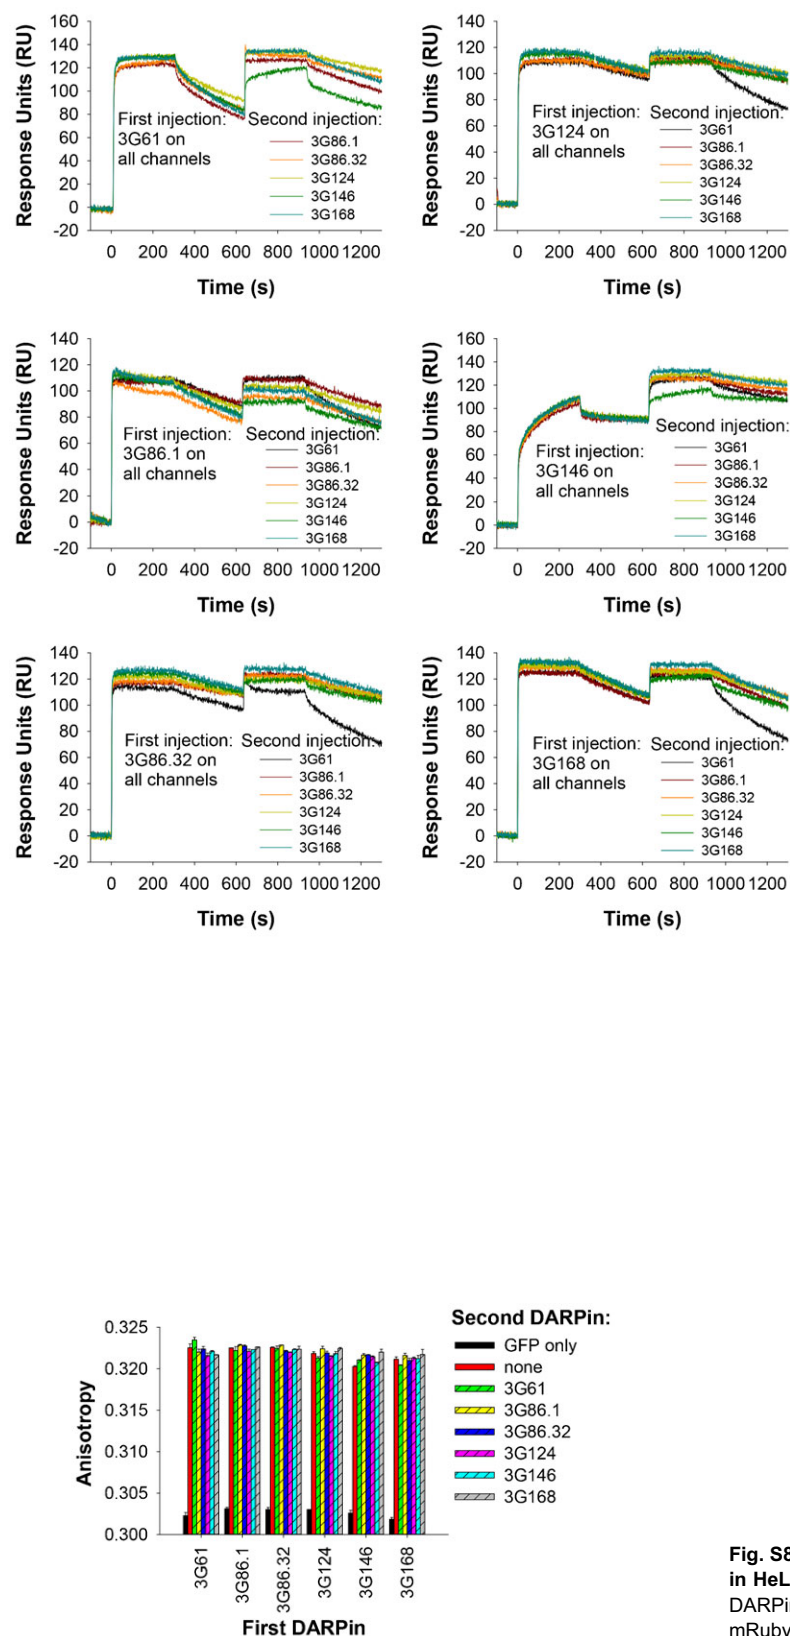 160
140
120
100
80
60
40
20
0
-20
Response Units (RU)
First injection:
3G61 on
all channels
Second injection:
3G86.1
3G86.32
3G124
3G146
3G168
0 200 400 600 800 1000 1200
Time (s)
140
120
100
80
60
40
20
0
-20
Response Units (RU)
First injection:
3G124 on
all channels
Second injection:
3G61
3G86.1
3G86.32
3G124
3G146
3G168
0 200 400 600 800 1000 1200
Time (s)
140
120
100
80
60
40
20
0
-20
Response Units (RU)
First injection:
3G86.1 on
all channels
Second injection:
3G61
3G86.1
3G86.32
3G124
3G146
3G168
0 200 400 600 800 1000 1200
Time (s)
160
140
120
100
80
60
40
20
0
-20
Response Units (RU)
First injection:
3G146 on
all channels
Second injection:
3G61
3G86.1
3G86.32
3G124
3G146
3G168
0 200 400 600 800 1000 1200
Time (s)
140
120
100
80
60
40
20
0
-20
Response Units (RU)
First injection:
3G86.32 on
all channels
Second injection:
3G61
3G86.1
3G86.32
3G124
3G146
3G168
0 200 400 600 800 1000 1200
Time (s)
140
120
100
80
60
40
20
0
-20
Response Units (RU)
First injection:
3G168 on
all channels
Second injection:
3G61
3G86.1
3G86.32
3G124
3G146
3G168
0 200 400 600 800 1000 1200
Time (s)
0.325
0.320
0.315
0.310
0.305
0.300
Anisotropy
3G61
3G86.1
3G86.32
3G124
3G146
3G168
First DARPin
Second DARPin:
GFP only
none
3G61
3G86.1
3G86.32
3G124
3G146
3G168
Fig. S8
in HeL
DARPin
mRuby